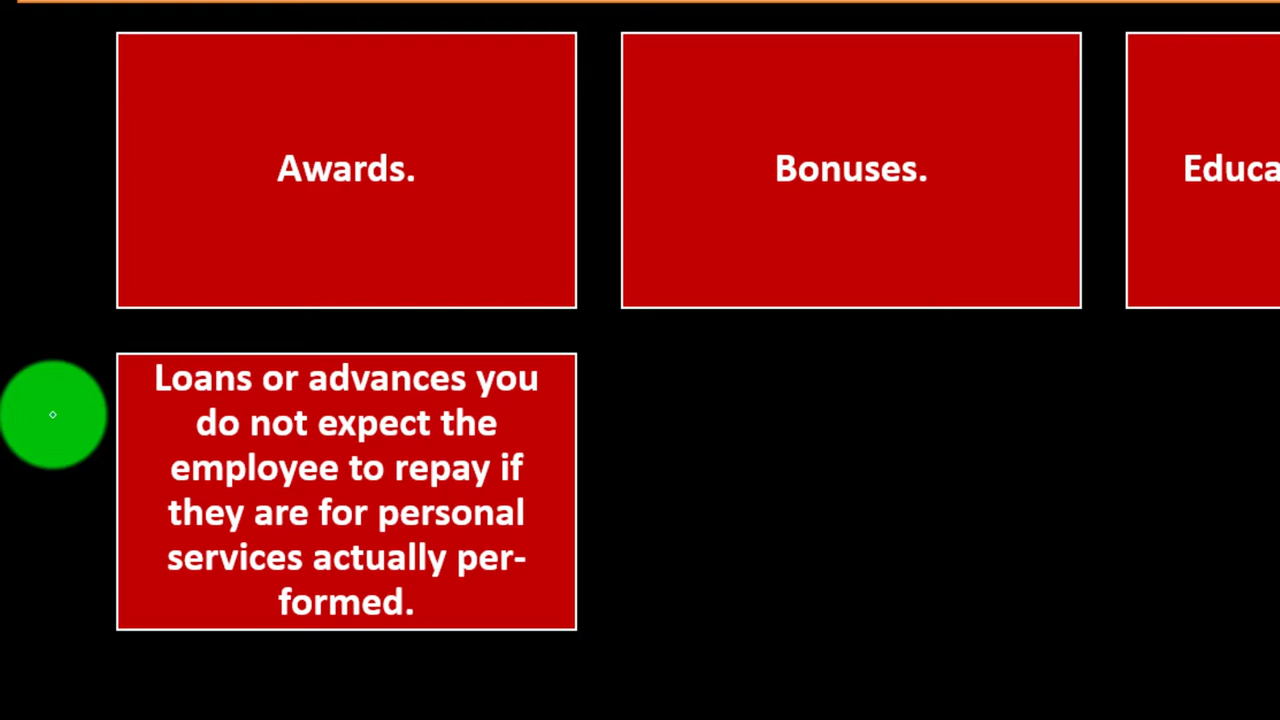 Awards.
Bonuses.
Educa
Loans or advances you
do not expect the
employee to repay if
they are for personal
services actually per-
formed.